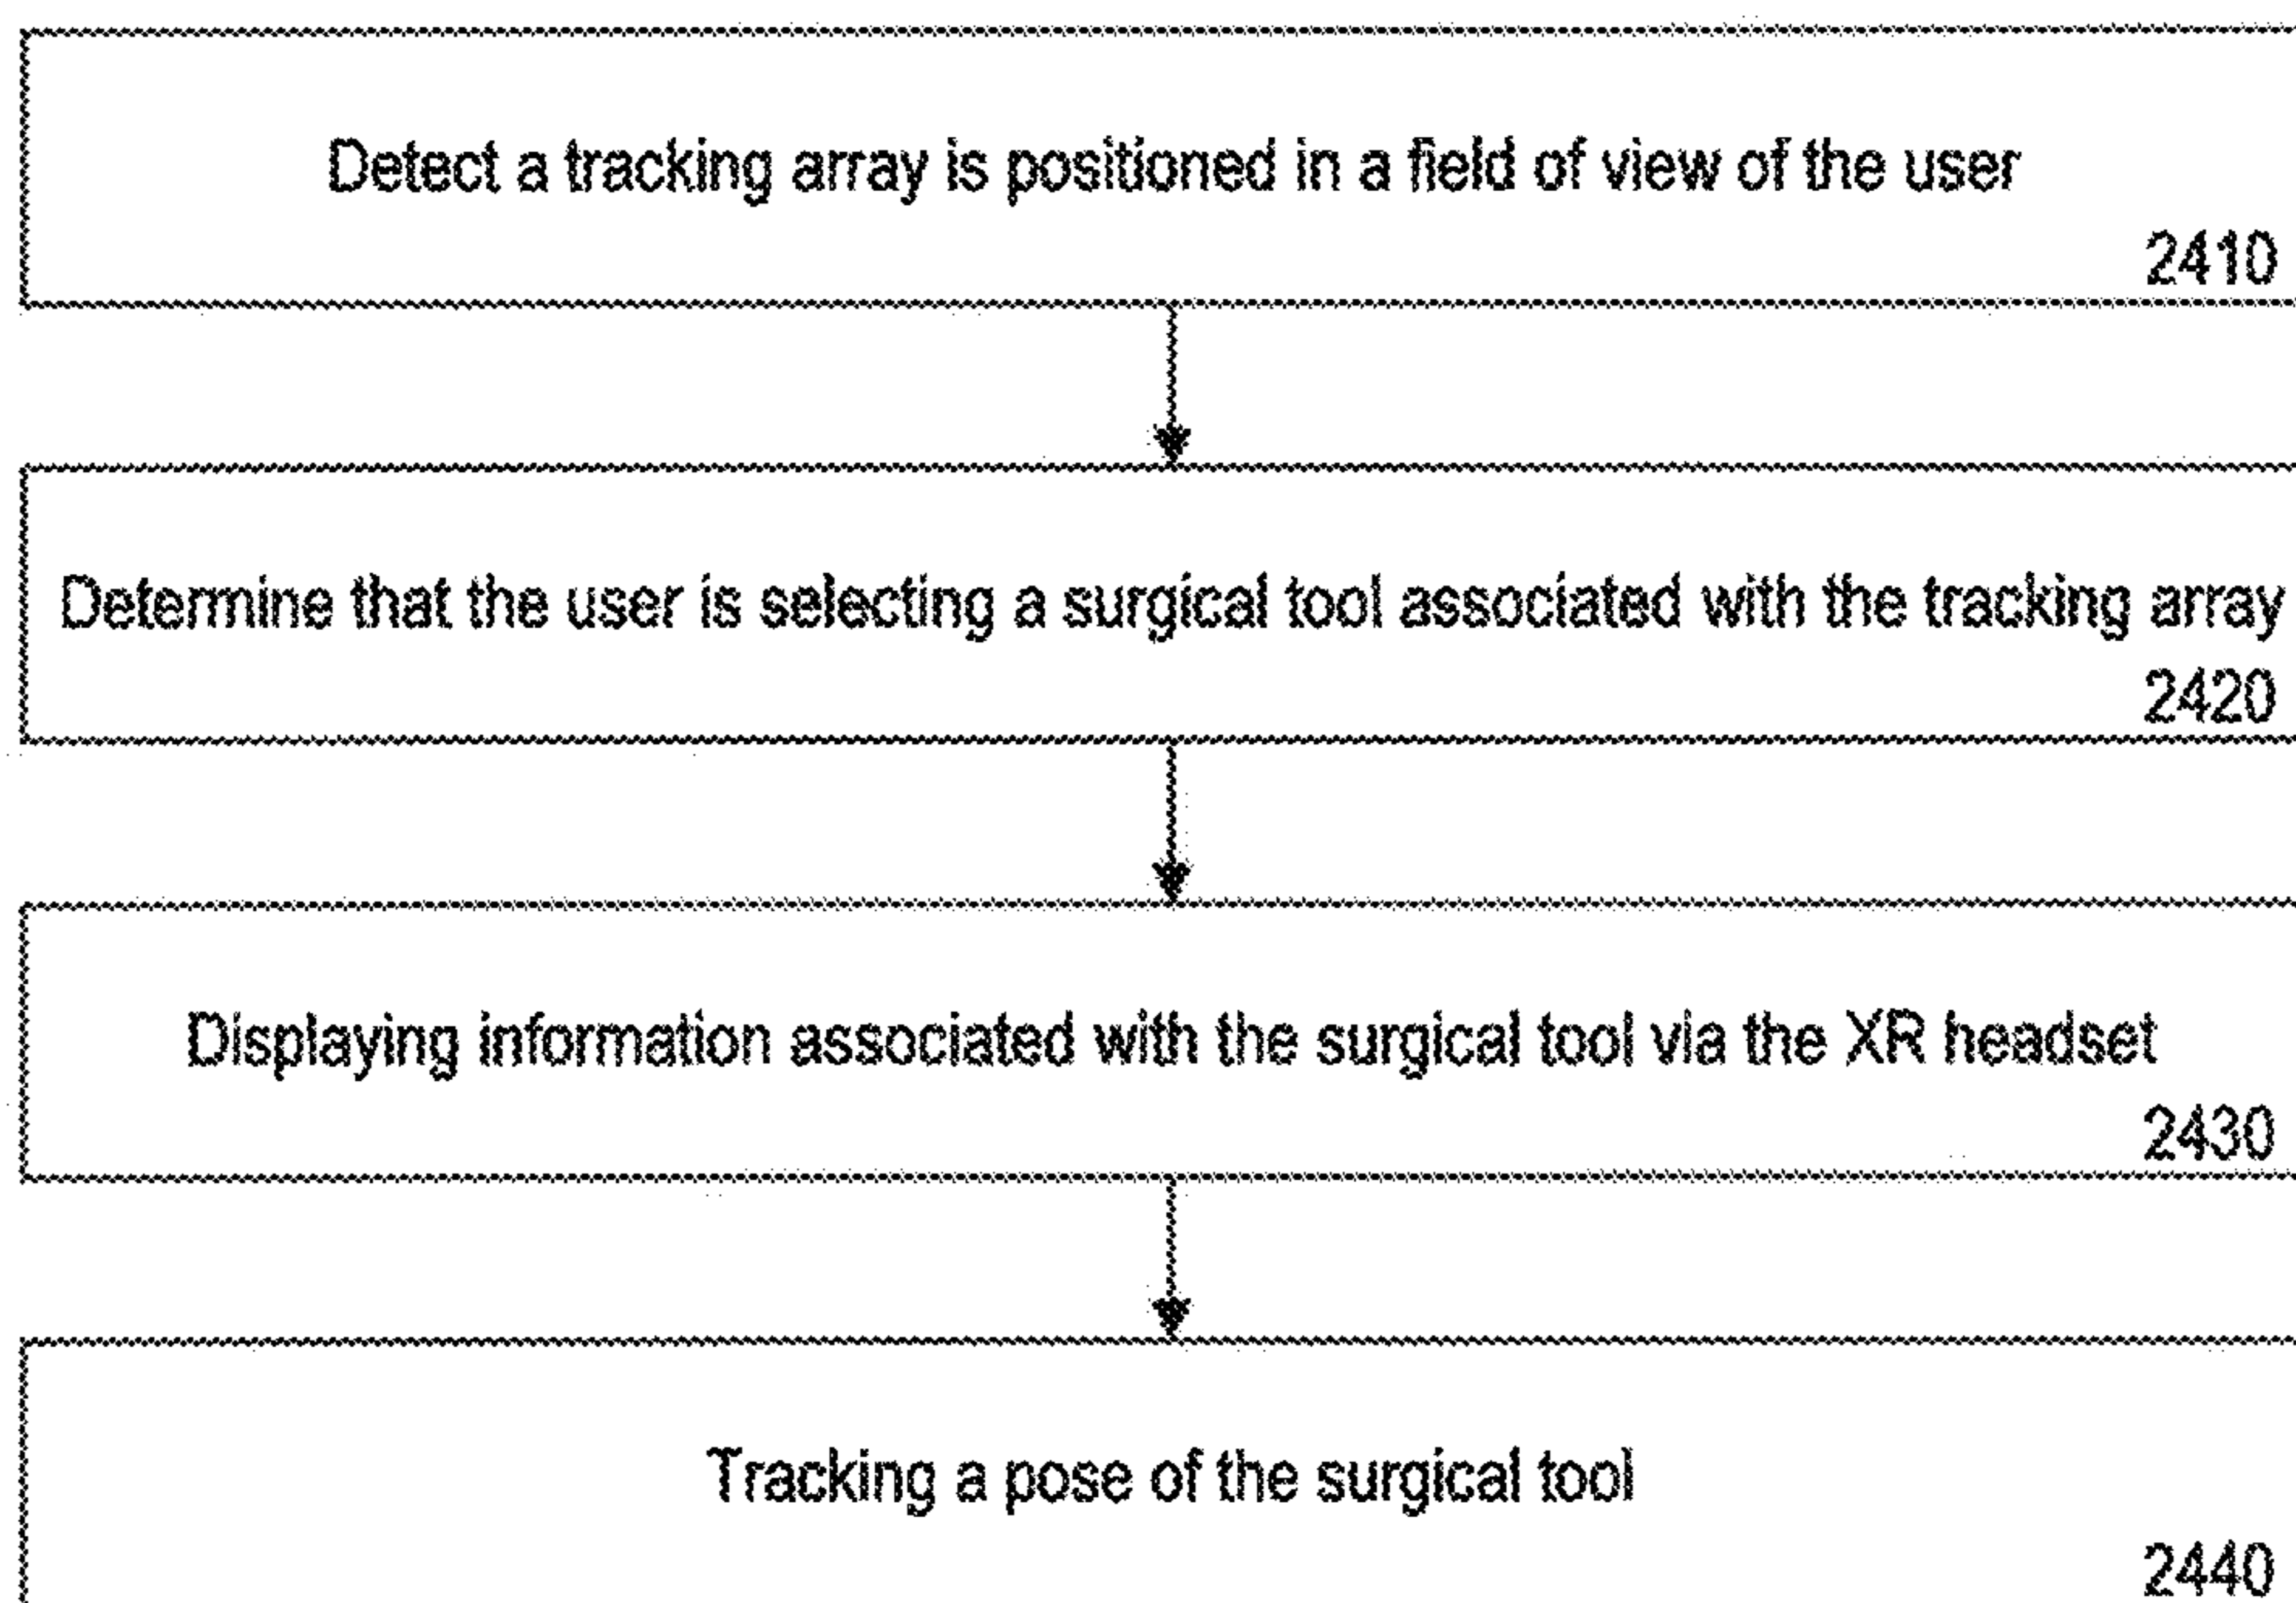 Detect a tracking array is positioned in a field of view of the user
2410
Determine that the user is selecting a surgical tool associated with the tracking array
2420
Displaying information associated with the surgical tool via the XR headset
2430
Tracking a pose of the surgical tool
2440